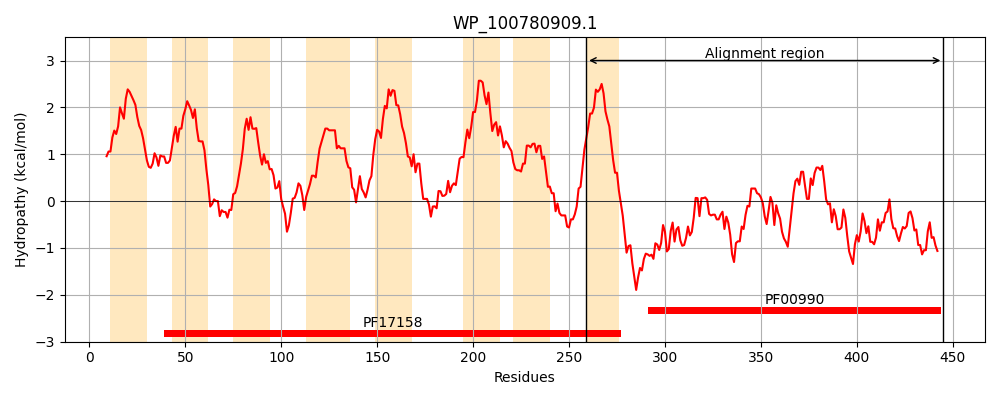 WP_100780909.1
Hydropathy (kcal/mol)
3
2
1
0
−1
−2
−3
Alignment region
PF00990
PF17158
0
50
100
150
200
250
300
350
400
450
Residues